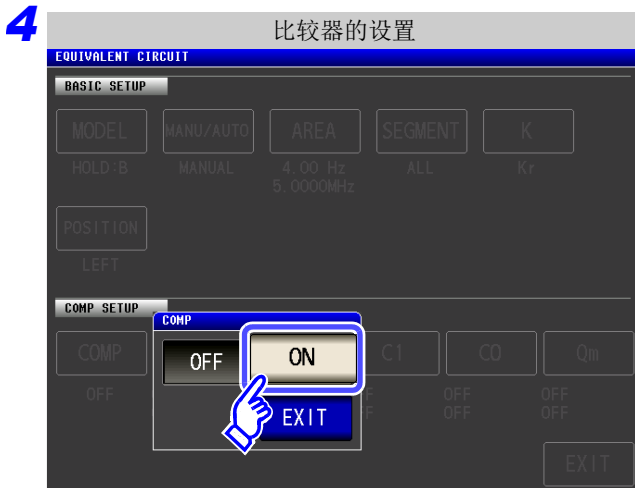 4
比较器的设置
EQUIVALENT CIRCUIT
BASIC SETUP
MODEL MANU/AUTO AREA SEGMENT K
HOLD:B MANUAL 4.00 Hz ALL Kr
5.0000MHz
POSITION
LEFT
COMP SETUP
COMP
COMP OFF ON C1 C0 Qm
OFF F OFF OFF
EXIT F OFF OFF
EXIT